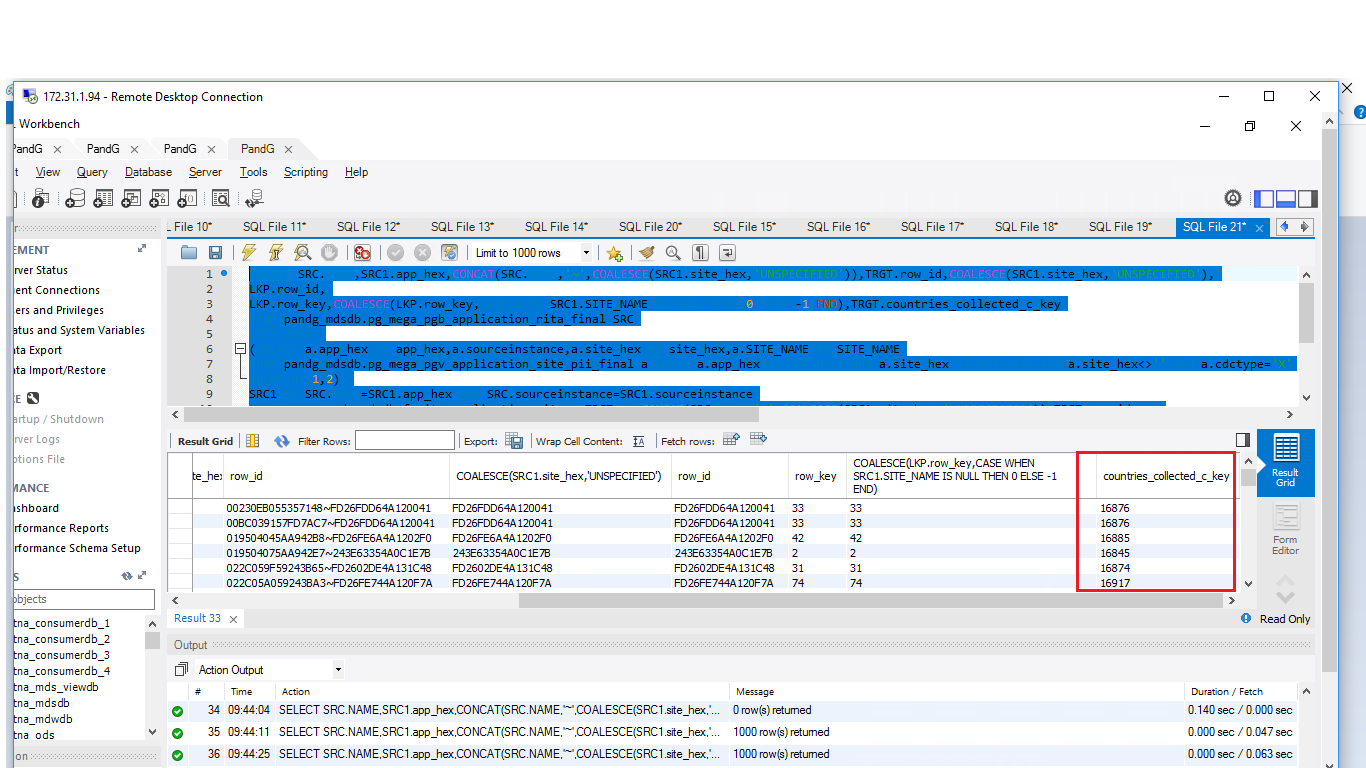 172.31.1.94 - Remote Desktop Connection
Workbench
PandG
PandG
PandG
PandG
View Query Database Server Tools Scripting Help
L File 10* SQL File 11* SQL File 12* SQL File 13* SQL File 14* SQL File 20* SQL File 15* SQL File 16* SQL File 17* SQL File 18* SQL File 19* SQL File 21*
Limit to 1000 rows
1 SRC. ,SRC1.app_hex,CONCAT(SRC. ,'~',COALESCE(SRC1.site_hex,'UNSPECIFIED')),TRGT.row_id,COALESCE(SRC1.site_hex,'UNSPECIFIED'),
2 LKP.row_id,
3 LKP.row_key,COALESCE(LKP.row_key, SRC1.SITE_NAME 0 -1 END),TRGT.countries_collected_c_key
4 pandg_mdsdb.pg_mega_pgb_application_rita_final SRC
5
6 ( a.app_hex app_hex,a.sourceinstance,a.site_hex site_hex,a.SITE_NAME SITE_NAME
7 pandg_mdsdb.pg_mega_pgv_application_site_pii_final a a.app_hex a.site_hex a.site_hex<> a.cdctype='X'
8 1,2)
9 SRC1 SRC. =SRC1.app_hex SRC.sourceinstance=SRC1.sourceinstance
EMENT
rver Status
ent Connections
ers and Privileges
atus and System Variables
ata Export
ata Import/Restore
CE
artup / Shutdown
rver Logs
ptions File
MANCE
ashboard
rformance Reports
rformance Schema Setup
S
objects
tna_consumerdb_1
tna_consumerdb_2
tna_consumerdb_3
tna_consumerdb_4
tna_mds_viewdb
tna_mdsdb
tna_mdwdb
tna_ods
on
Result Grid Filter Rows: Export: Wrap Cell Content: IA Fetch rows:
te_hex row_id COALESCE(SRC1.site_hex,'UNSPECIFIED') row_id row_key COALESCE(LKP.row_key,CASE WHEN SRC1.SITE_NAME IS NULL THEN 0 ELSE -1 END) countries_collected_c_key
00230EB055357148~FD26FDD64A120041 FD26FDD64A120041 FD26FDD64A120041 33 33 16876
00BC039157FD7AC7~FD26FDD64A120041 FD26FDD64A120041 FD26FDD64A120041 33 33 16876
019504045AA942B8~FD26FE6A4A1202F0 FD26FE6A4A1202F0 FD26FE6A4A1202F0 42 42 16885
019504075AA942E7~243E63354A0C1E7B 243E63354A0C1E7B 243E63354A0C1E7B 2 2 16845
022C059F59243B65~FD2602DE4A131C48 FD2602DE4A131C48 FD2602DE4A131C48 31 31 16874
022C05A059243BA3~FD26FE744A120F7A FD26FE744A120F7A FD26FE744A120F7A 74 74 16917
Result Grid
Form Editor
Result 33
Read Only
Output
Action Output
# Time Action Message Duration / Fetch
34 09:44:04 SELECT SRC.NAME,SRC1.app_hex,CONCAT(SRC.NAME,'~',COALESCE(SRC1.site_hex,'... 0 row(s) returned 0.140 sec / 0.000 sec
35 09:44:11 SELECT SRC.NAME,SRC1.app_hex,CONCAT(SRC.NAME,'~',COALESCE(SRC1.site_hex,'... 1000 row(s) returned 0.000 sec / 0.047 sec
36 09:44:25 SELECT SRC.NAME,SRC1.app_hex,CONCAT(SRC.NAME,'~',COALESCE(SRC1.site_hex,'... 1000 row(s) returned 0.000 sec / 0.063 sec